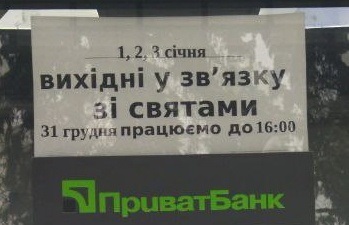 1, 2, 3 січня
вихідні у зв'язку
зі святами
31 грудня працюємо до 16:00
ПриватБанк